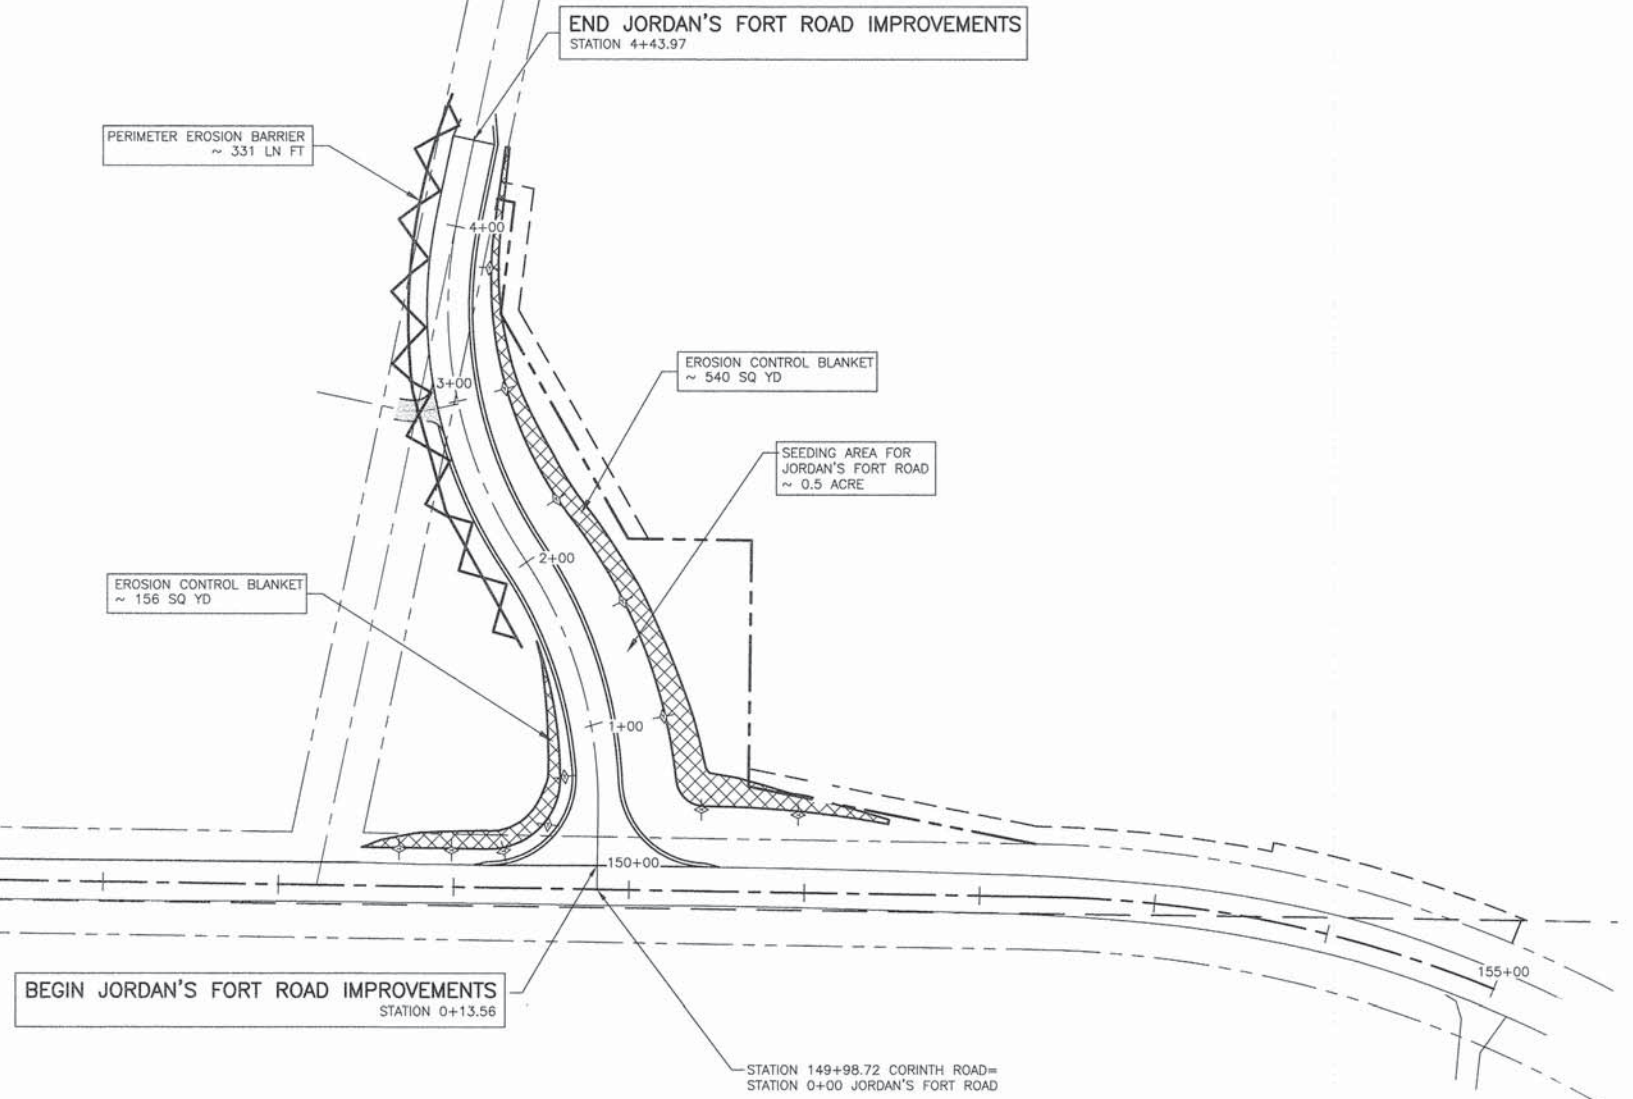 END JORDAN'S FORT ROAD IMPROVEMENTS
STATION 4+43.97
PERIMETER EROSION BARRIER
~ 331 LN FT
4+00
EROSION CONTROL BLANKET
~ 540 SQ YD
3+00
SEEDING AREA FOR
JORDAN'S FORT ROAD
~ 0.5 ACRE
2+00
EROSION CONTROL BLANKET
~ 156 SQ YD
1+00
150+00
155+00
BEGIN JORDAN'S FORT ROAD IMPROVEMENTS
STATION 0+13.56
STATION 149+98.72 CORINTH ROAD=
STATION 0+00 JORDAN'S FORT ROAD